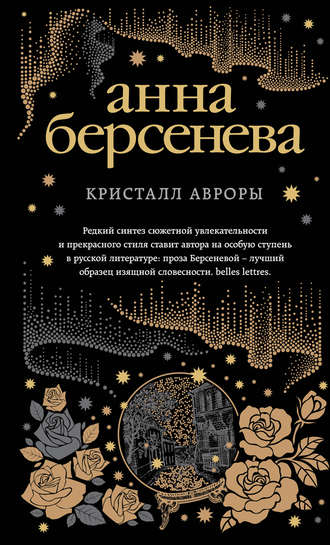 анна
берсенева
КРИСТАЛЛ АВРОРЫ
Редкий синтез сюжетной увлекательности
и прекрасного стиля ставит автора на особую ступень
в русской литературе: проза Берсеневой – лучший
образец изящной словесности, belles lettres.